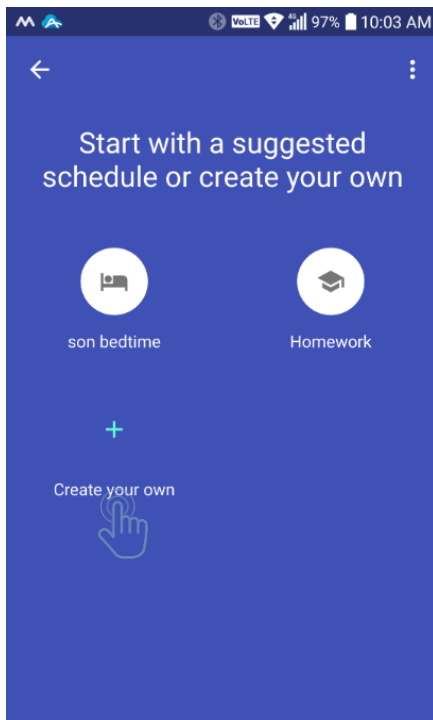 VoLTE 4G 97% 10:03 AM
Start with a suggested
schedule or create your own
son bedtime
Homework
Create your own